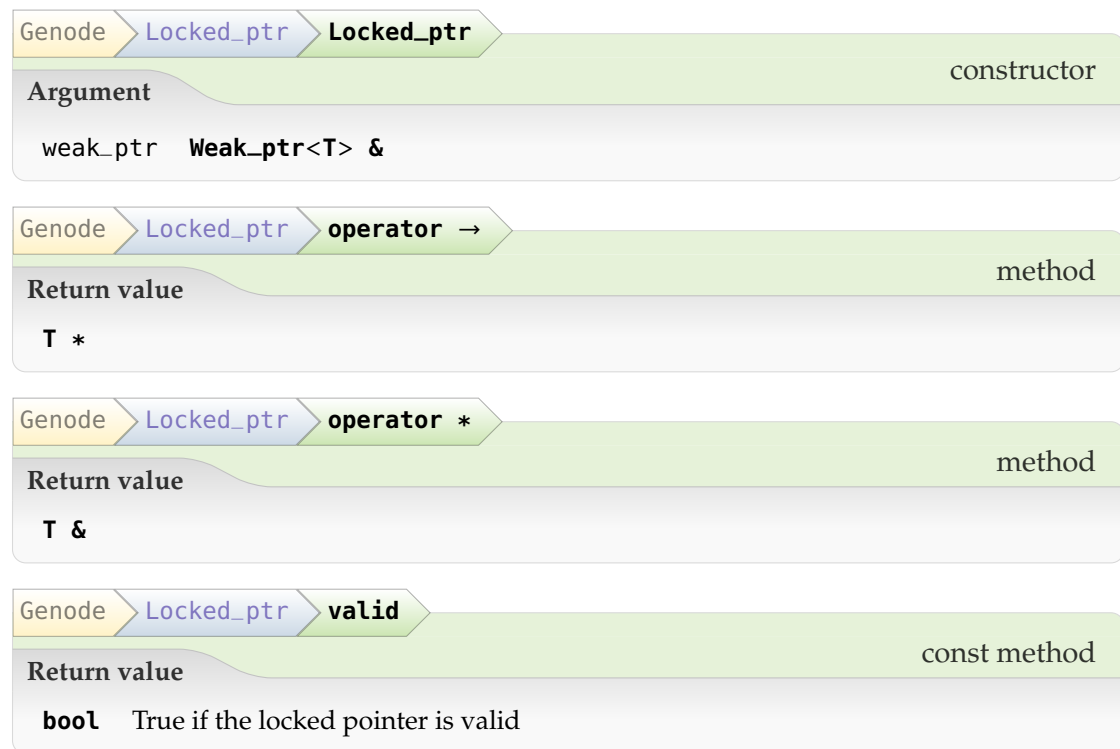 Genode Locked_ptr Locked_ptr
constructor
Argument
weak_ptr Weak_ptr<T> &
Genode Locked_ptr operator →
method
Return value
T *
Genode Locked_ptr operator *
method
Return value
T &
Genode Locked_ptr valid
const method
Return value
bool True if the locked pointer is valid